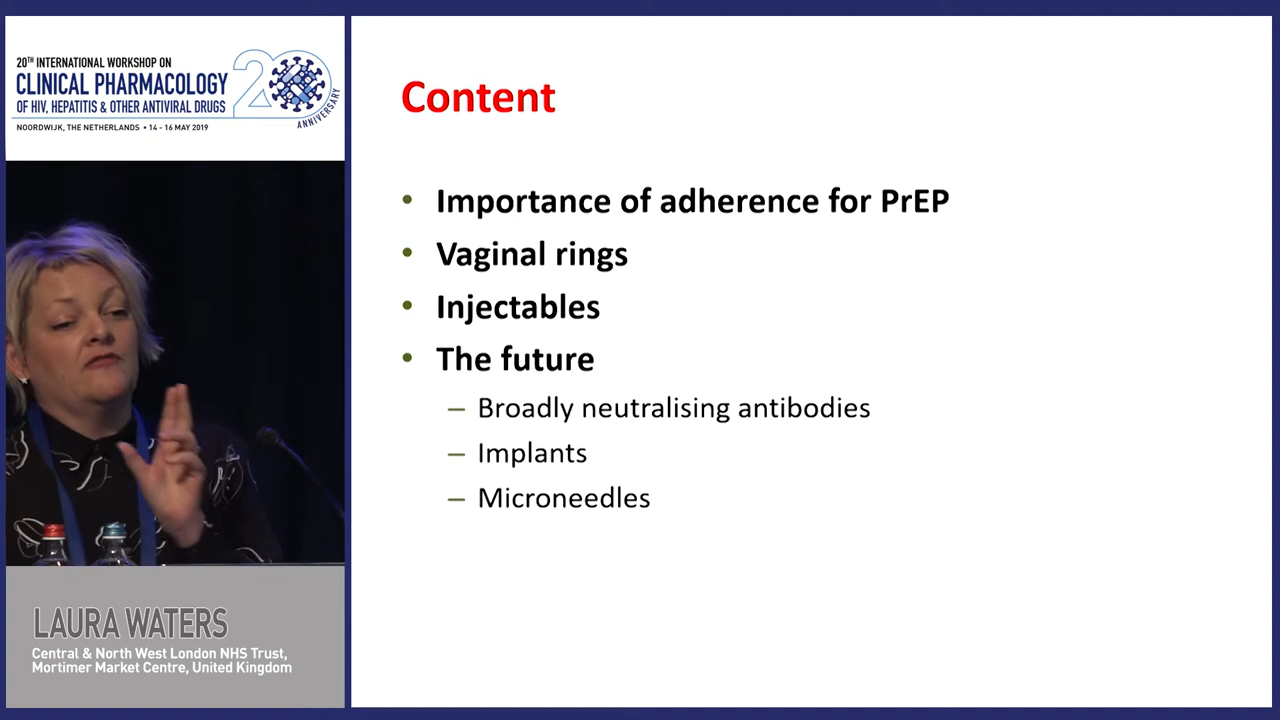 20TH INTERNATIONAL WORKSHOP ON
CLINICAL PHARMACOLOGY
OF HIV, HEPATITIS & OTHER ANTIVIRAL DRUGS
20
ANNIVERSARY
NOORDWIJK, THE NETHERLANDS • 14 - 16 MAY 2019
LAURA WATERS
Central & North West London NHS Trust,
Mortimer Market Centre, United Kingdom
Content
• Importance of adherence for PrEP
• Vaginal rings
• Injectables
• The future
– Broadly neutralising antibodies
– Implants
– Microneedles